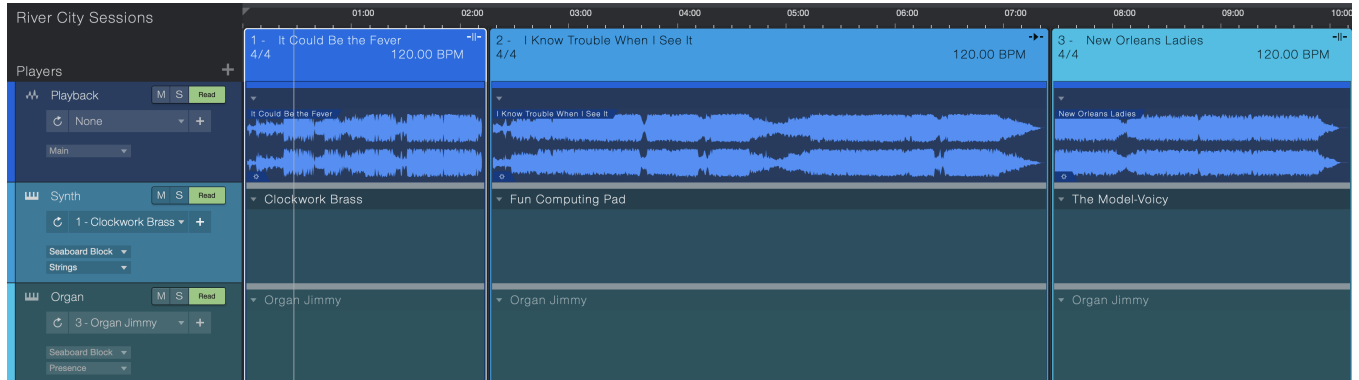 River City Sessions
01:00 02:00 03:00 04:00 05:00 06:00 07:00 08:00 09:00 10:00
1 - It Could Be the Fever
4/4 120.00 BPM
2 - I Know Trouble When I See It
4/4 120.00 BPM
3 - New Orleans Ladies
4/4 120.00 BPM
Players +
Playback M S Read
None +
Main
It Could Be the Fever
I Know Trouble When I See It
New Orleans Ladies
Synth M S Read
1 - Clockwork Brass +
Seaboard Block
Strings
Clockwork Brass
Fun Computing Pad
The Model-Voicy
Organ M S Read
3 - Organ Jimmy +
Seaboard Block
Presence
Organ Jimmy
Organ Jimmy
Organ Jimmy